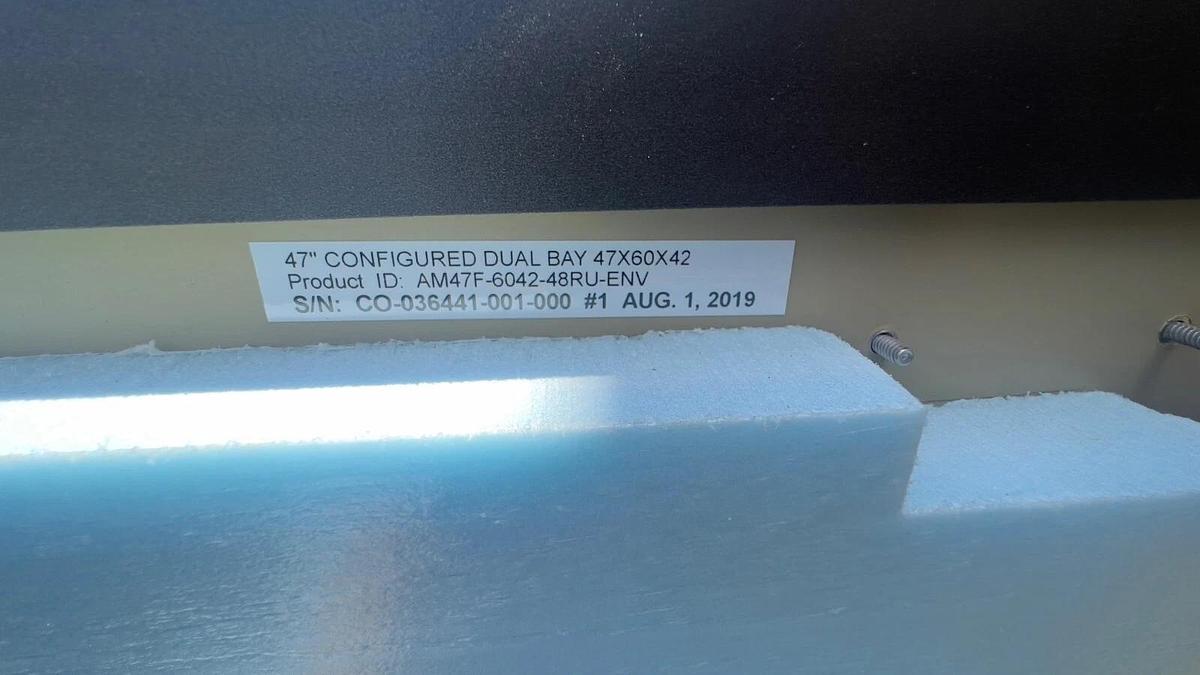 47" CONFIGURED DUAL BAY 47X60X42
Product ID: AM47F-6042-48RU-ENV
S/N: CO-036441-001-000 #1 AUG. 1, 2019